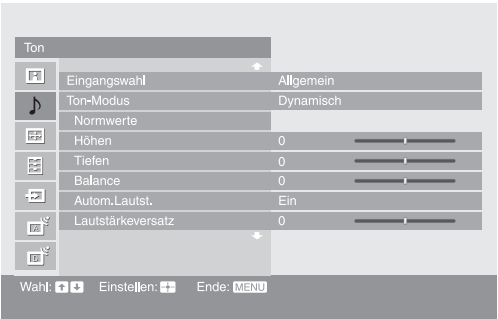 Ton
Eingangswahl Allgemein
Ton-Modus Dynamisch
Normwerte
Höhen 0
Tiefen 0
Balance 0
Autom.Lautst. Ein
Lautstärkeversatz 0
Wahl: Einstellen: Ende: MENU